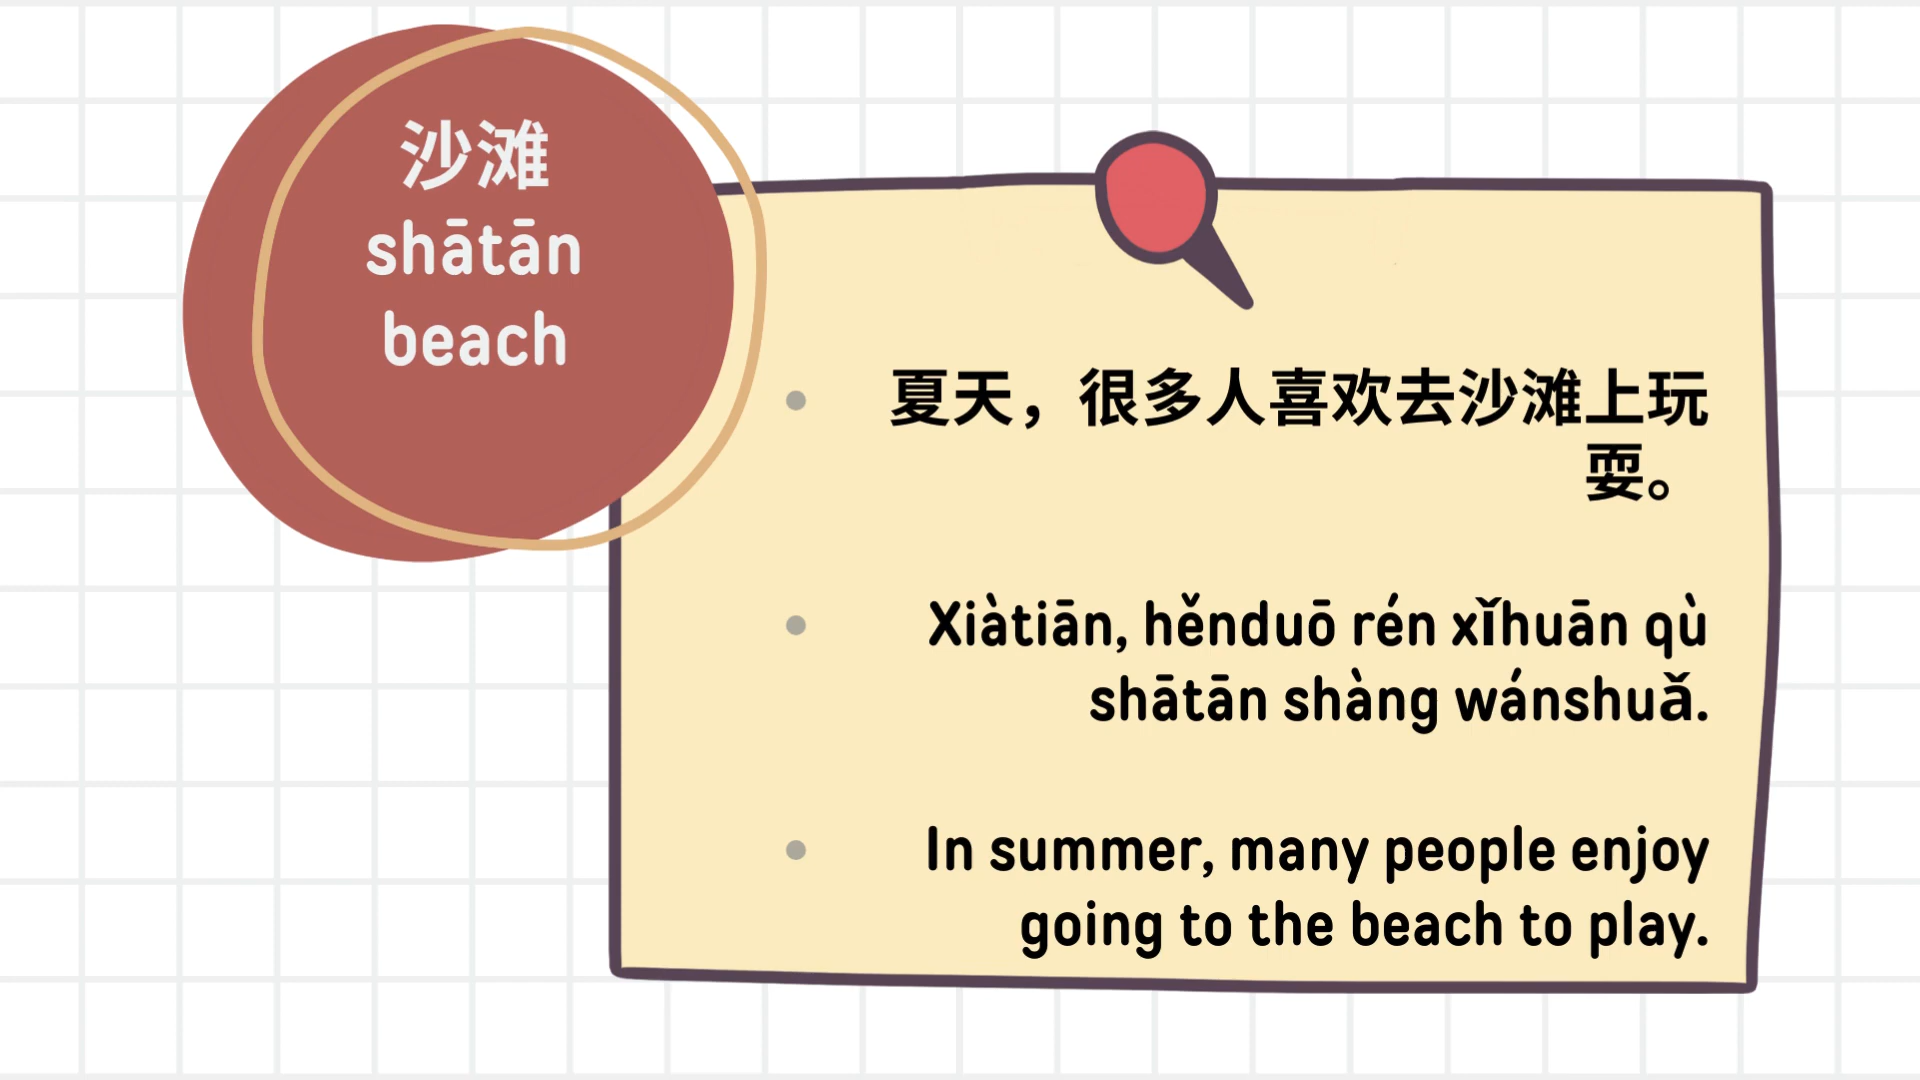 沙滩
shātān
beach
夏天，很多人喜欢去沙滩上玩
耍。
Xiàtiān, hěnduō rén xǐhuān qù
shātān shàng wánshuǎ.
In summer, many people enjoy
going to the beach to play.